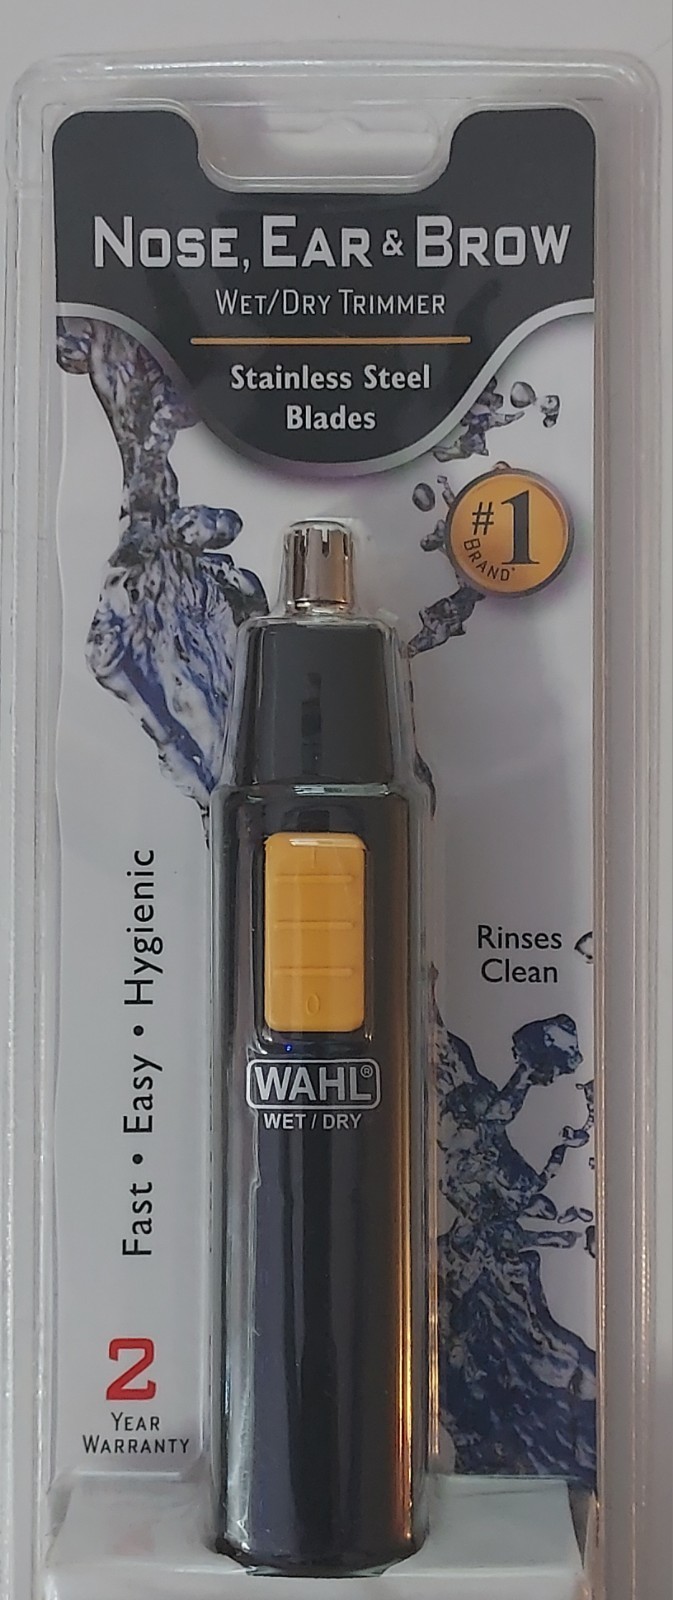 NOSE, EAR & BROW
WET/DRY TRIMMER
Stainless Steel
Blades
#1
BRAND*
Fast • Easy • Hygienic
Rinses
Clean
I
O
WAHL®
WET / DRY
2
YEAR
WARRANTY